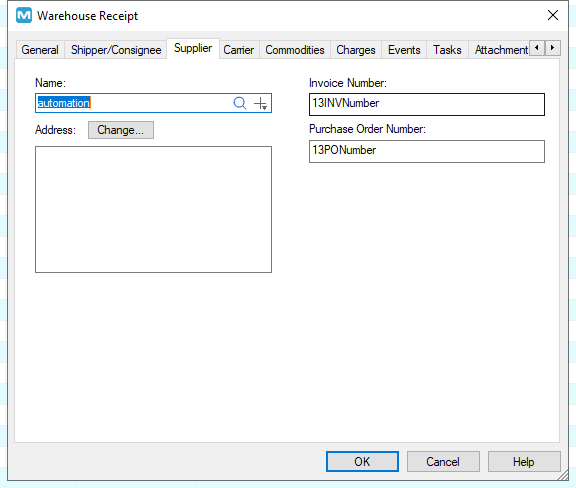 Warehouse Receipt
General Shipper/Consignee Supplier Carrier Commodities Charges Events Tasks Attachment
Name:
automation
Address: Change...
Invoice Number:
13INVNumber
Purchase Order Number:
13PONumber
OK Cancel Help